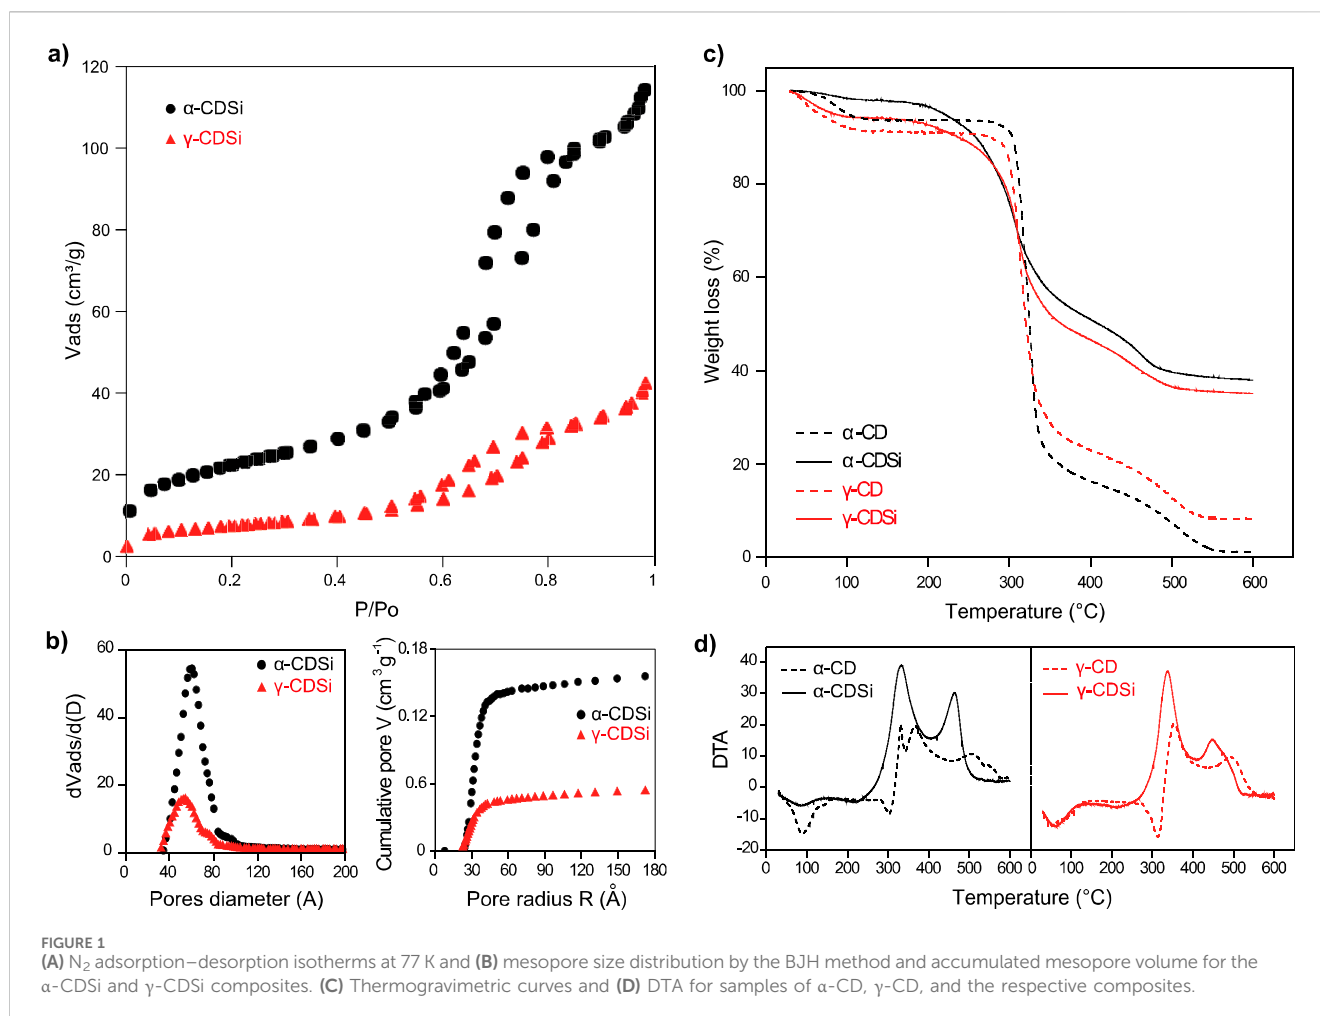 a)
120
100
80
60
40
20
0
Vads (cm³/g)
α-CDSi
γ-CDSi
0 0.2 0.4 0.6 0.8 1
P/Po
c)
100
80
60
40
20
0
Weight loss (%)
α-CD
α-CDSi
γ-CD
γ-CDSi
0 100 200 300 400 500 600
Temperature (°C)
b)
60
40
20
0
dVads/d(D)
α-CDSi
γ-CDSi
0 40 80 120 160 200
Pores diameter (A)
0.18
0.12
0.6
0
Cumulative pore V (cm³g⁻¹)
α-CDSi
γ-CDSi
0 30 60 90 120 150 180
Pore radius R (Å)
d)
40
30
20
10
0
-10
-20
DTA
α-CD
α-CDSi
γ-CD
γ-CDSi
0 100 200 300 400 500 600 0 100 200 300 400 500 600
Temperature (°C) Temperature (°C)
FIGURE 1
(A) N₂ adsorption–desorption isotherms at 77 K and (B) mesopore size distribution by the BJH method and accumulated mesopore volume for the
α-CDSi and γ-CDSi composites. (C) Thermogravimetric curves and (D) DTA for samples of α-CD, γ-CD, and the respective composites.